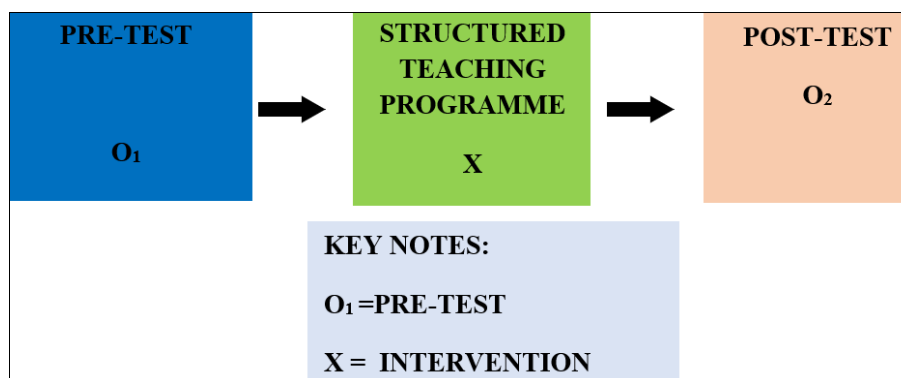 PRE-TEST
O₁
STRUCTURED
TEACHING
PROGRAMME
X
POST-TEST
O₂
KEY NOTES:
O₁ =PRE-TEST
X = INTERVENTION